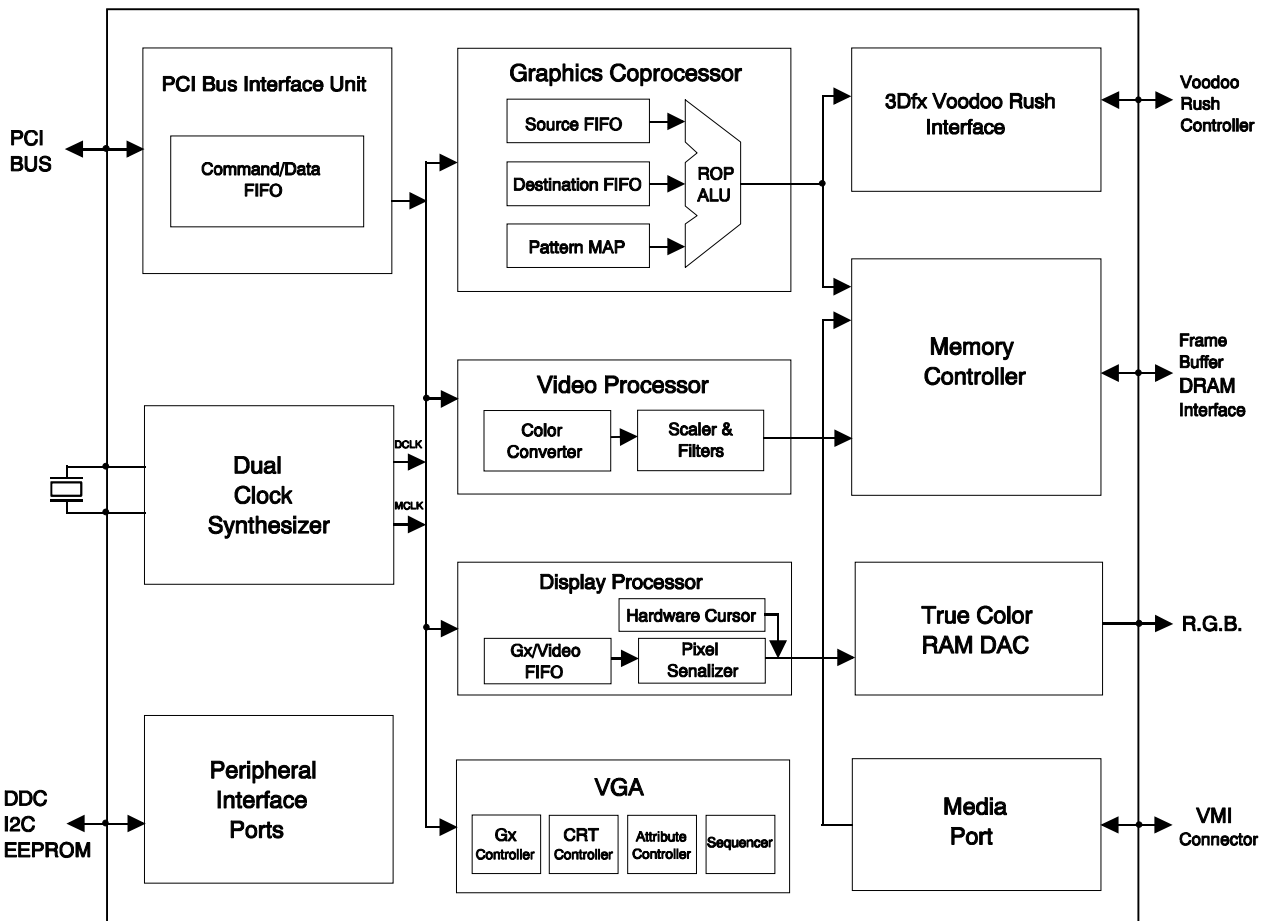 PCI
BUS
PCI Bus Interface Unit
Command/Data
FIFO
Graphics Coprocessor
Source FIFO
Destination FIFO
Pattern MAP
ROP
ALU
3Dfx Voodoo Rush
Interface
Voodoo
Rush
Controller
Memory
Controller
Frame
Buffer
DRAM
Interface
Video Processor
Color
Converter
Scaler &
Filters
Dual
Clock
Synthesizer
DCLK
MCLK
Display Processor
Hardware Cursor
Gx/Video
FIFO
Pixel
Senalizer
True Color
RAM DAC
R.G.B.
DDC
I2C
EEPROM
Peripheral
Interface
Ports
VGA
Gx
Controller
CRT
Controller
Attribute
Controller
Sequencer
Media
Port
VMI
Connector